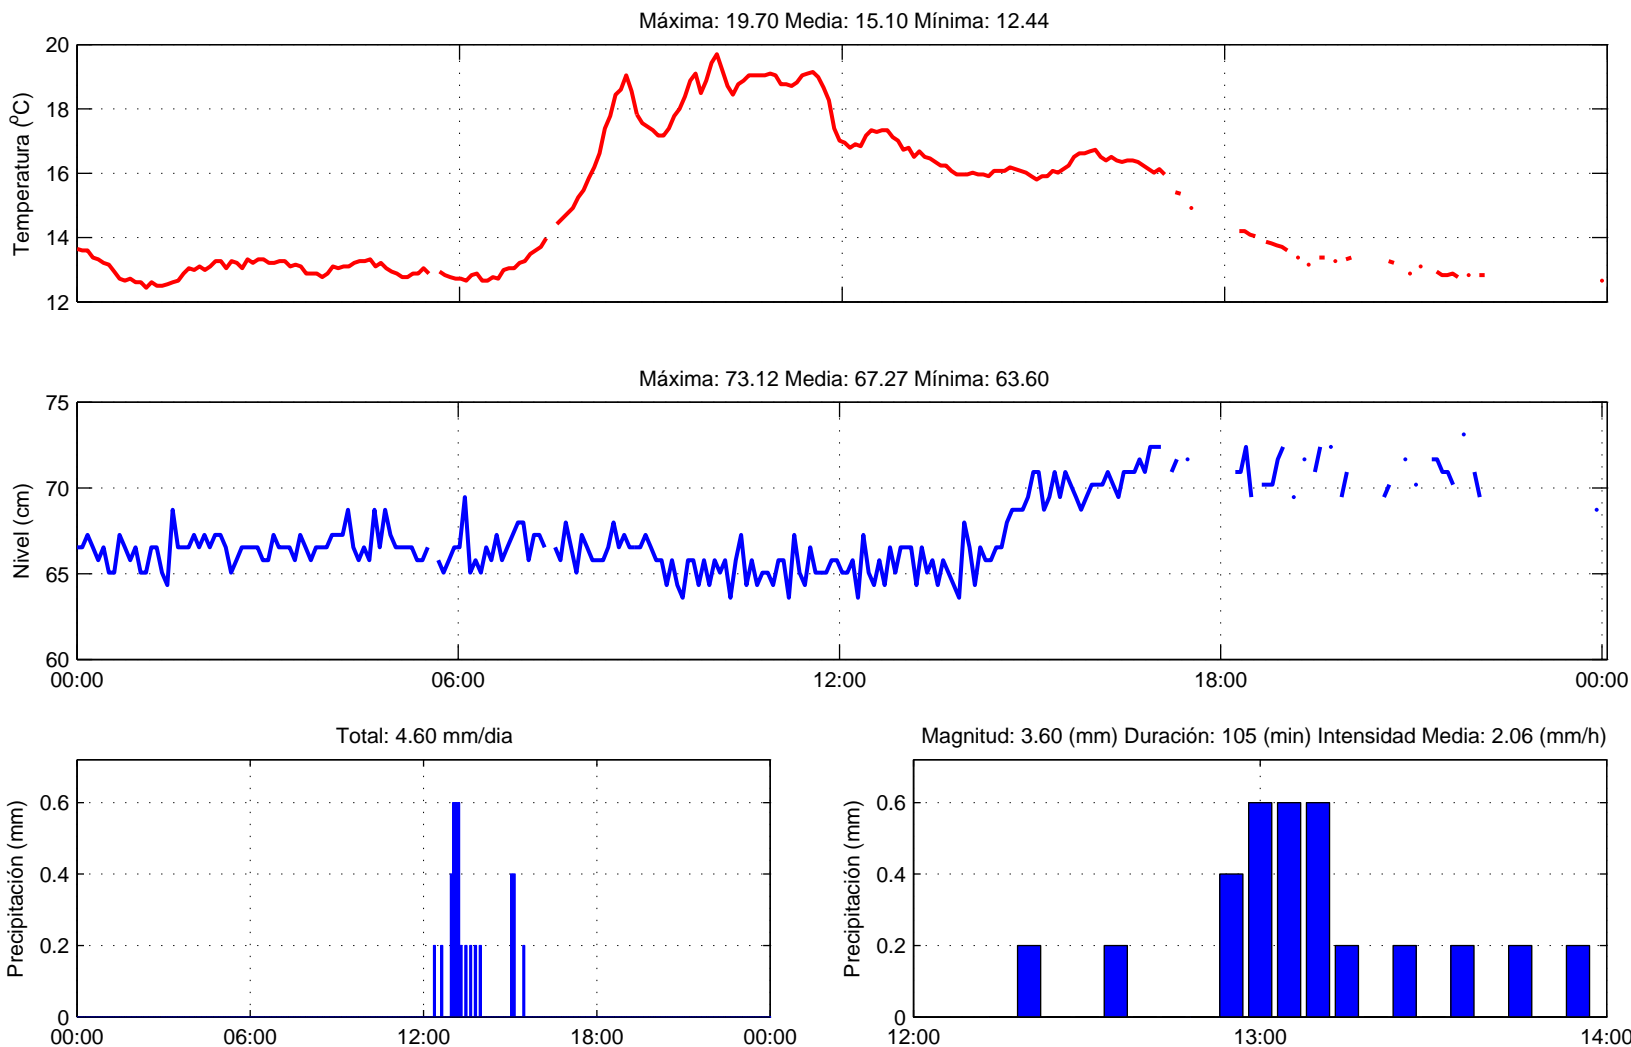 Máxima: 19.70 Media: 15.10 Mínima: 12.44
Temperatura (ºC)
20
18
16
14
12
Máxima: 73.12 Media: 67.27 Mínima: 63.60
Nivel (cm)
75
70
65
60
00:00 06:00 12:00 18:00 00:00
Total: 4.60 mm/dia
Precipitación (mm)
0.6
0.4
0.2
0
00:00 06:00 12:00 18:00 00:00
Magnitud: 3.60 (mm) Duración: 105 (min) Intensidad Media: 2.06 (mm/h)
Precipitación (mm)
0.6
0.4
0.2
0
12:00 13:00 14:00